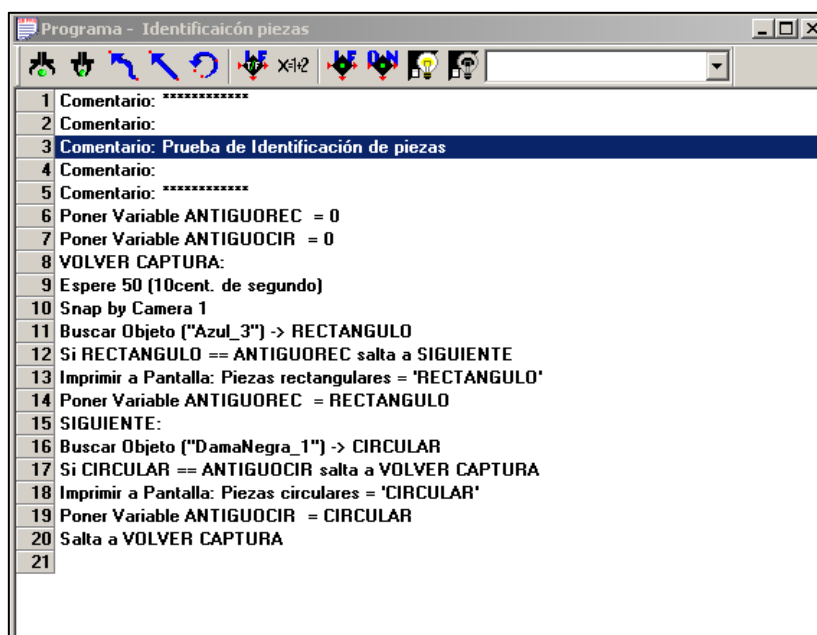 Programa - Identificaicón piezas
X=1+2
1 Comentario: ************
2 Comentario:
3 Comentario: Prueba de Identificación de piezas
4 Comentario:
5 Comentario: ************
6 Poner Variable ANTIGUOREC = 0
7 Poner Variable ANTIGUOCIR = 0
8 VOLVER CAPTURA:
9 Espere 50 (10cent. de segundo)
10 Snap by Camera 1
11 Buscar Objeto ("Azul_3") -> RECTANGULO
12 Si RECTANGULO == ANTIGUOREC salta a SIGUIENTE
13 Imprimir a Pantalla: Piezas rectangulares = 'RECTANGULO'
14 Poner Variable ANTIGUOREC = RECTANGULO
15 SIGUIENTE:
16 Buscar Objeto ("DamaNegra_1") -> CIRCULAR
17 Si CIRCULAR == ANTIGUOCIR salta a VOLVER CAPTURA
18 Imprimir a Pantalla: Piezas circulares = 'CIRCULAR'
19 Poner Variable ANTIGUOCIR = CIRCULAR
20 Salta a VOLVER CAPTURA
21